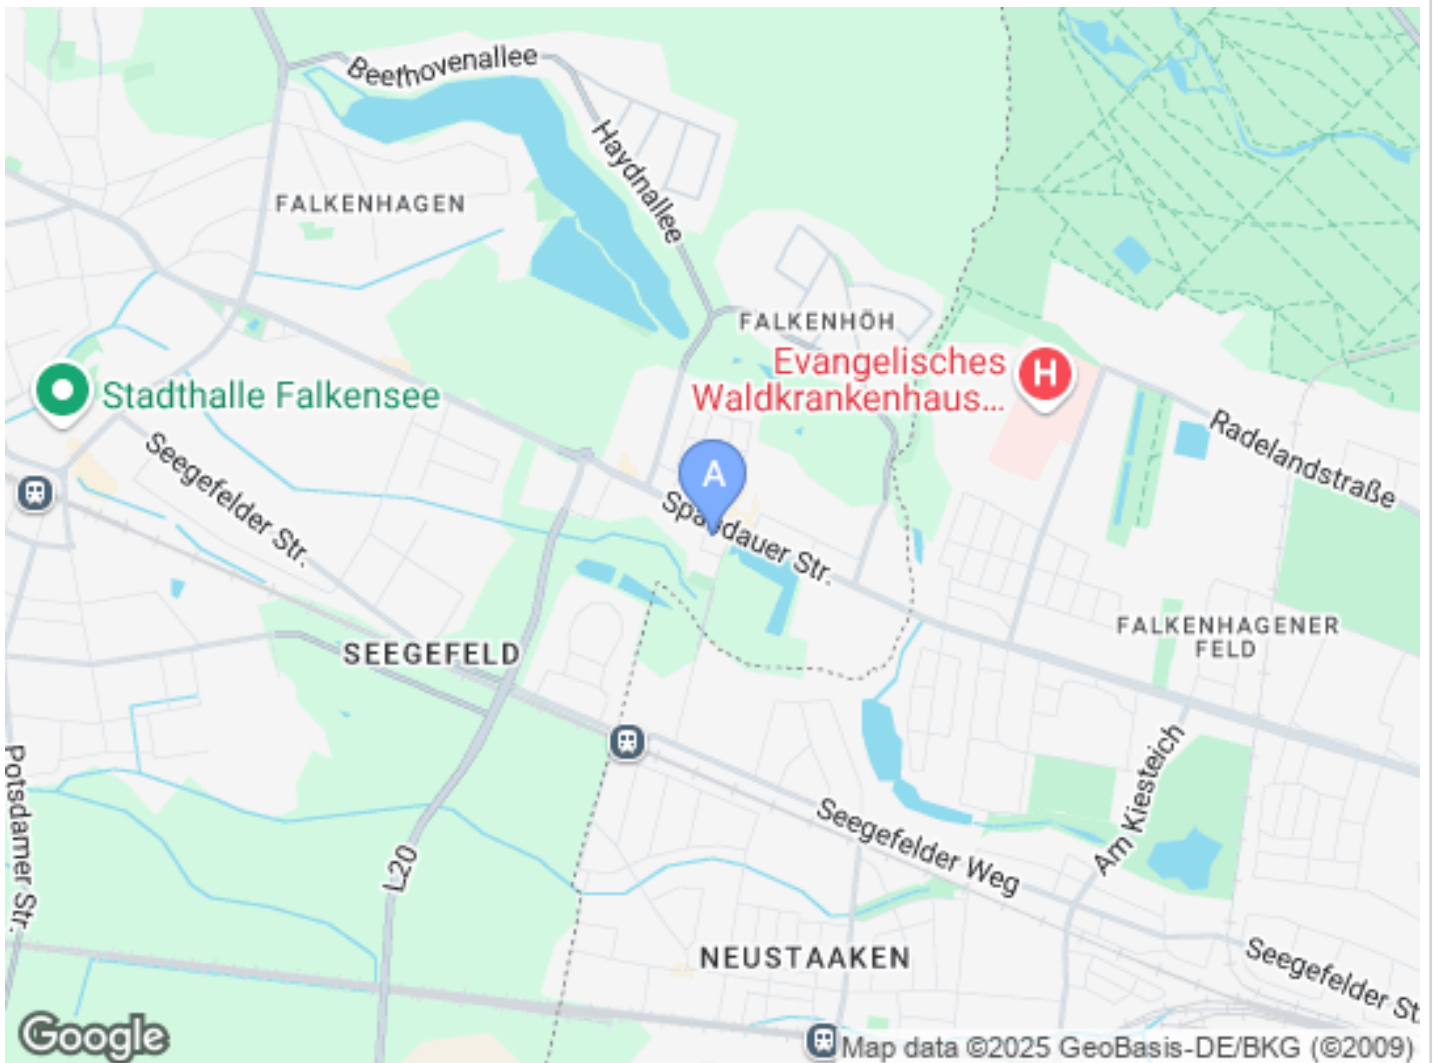 Beethovenallee
Haydnallee
FALKENHAGEN
FALKENHÖH
Evangelisches
Waldkrankenhaus...
H
Stadthalle Falkensee
Radelandstraße
Seegefelder Str.
A
Spandauer Str.
FALKENHAGENER
FELD
SEEGEFELD
Potsdamer Str.
Am Kiesteich
L20
Seegefelder Weg
NEUSTAAKEN
Seegefelder St
Google
Map data ©2025 GeoBasis-DE/BKG (©2009)